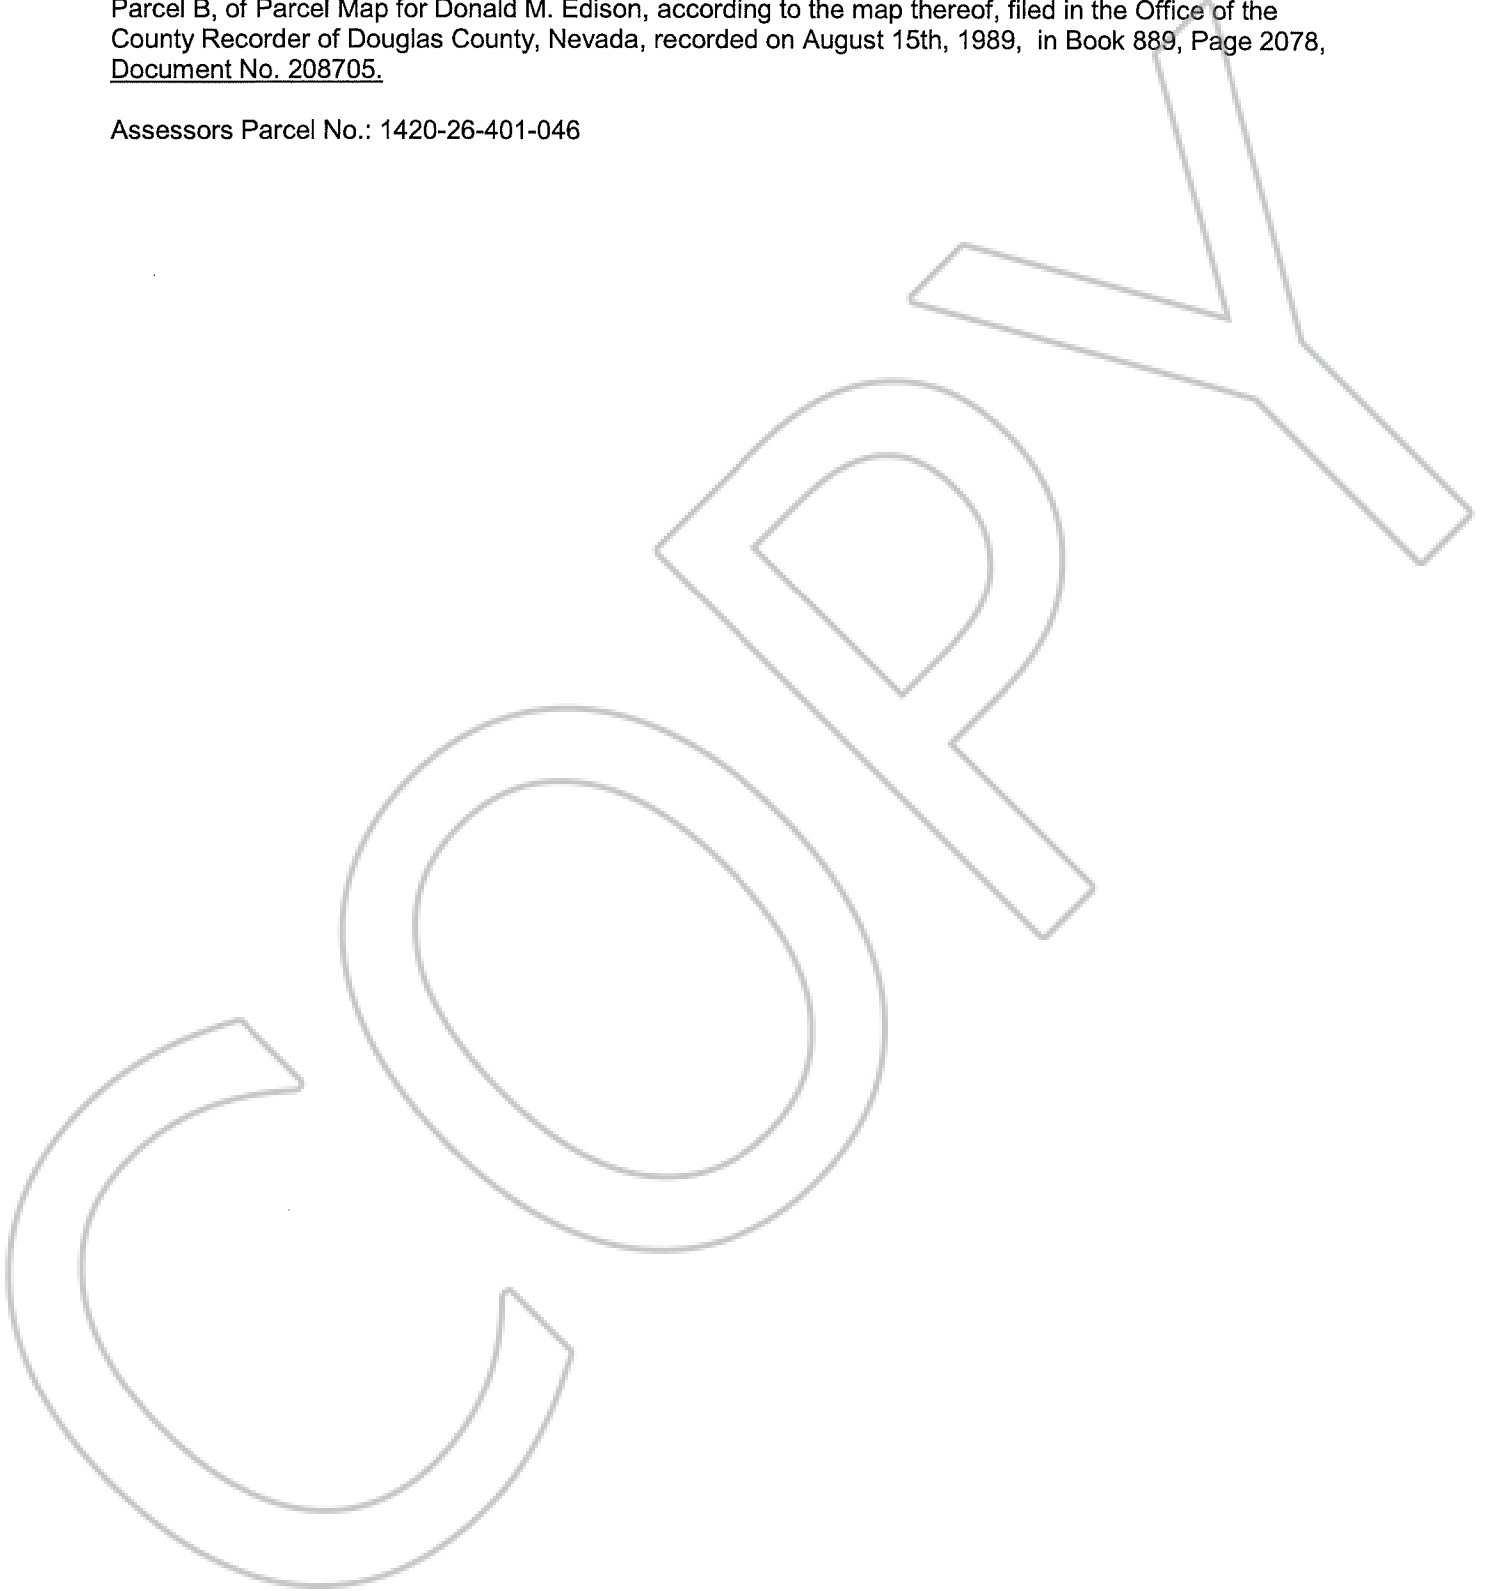 Parcel B, of Parcel Map for Donald M. Edison, according to the map thereof, filed in the Office of the
County Recorder of Douglas County, Nevada, recorded on August 15th, 1989, in Book 889, Page 2078,
Document No. 208705.
Assessors Parcel No.: 1420-26-401-046
COPY